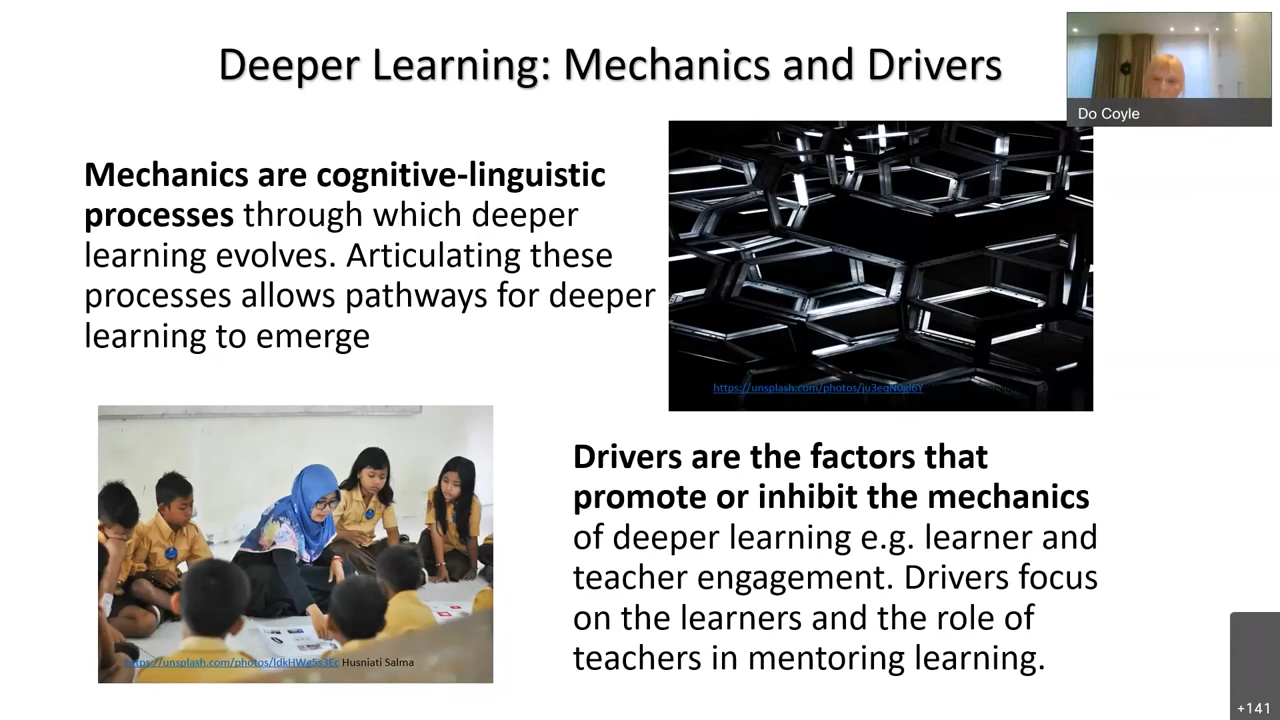 Deeper Learning: Mechanics and Drivers
Do Coyle
Mechanics are cognitive-linguistic
processes through which deeper
learning evolves. Articulating these
processes allows pathways for deeper
learning to emerge
Drivers are the factors that
promote or inhibit the mechanics
of deeper learning e.g. learner and
teacher engagement. Drivers focus
on the learners and the role of
teachers in mentoring learning.
Husniati Salma
+141